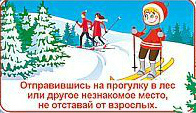 Отправившись на прогулку в лес
или другое незнакомое место,
не отставай от взрослых.